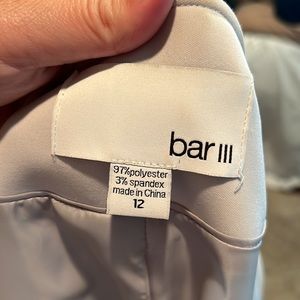 bar III
97%polyester
3% spandex
made in China
12